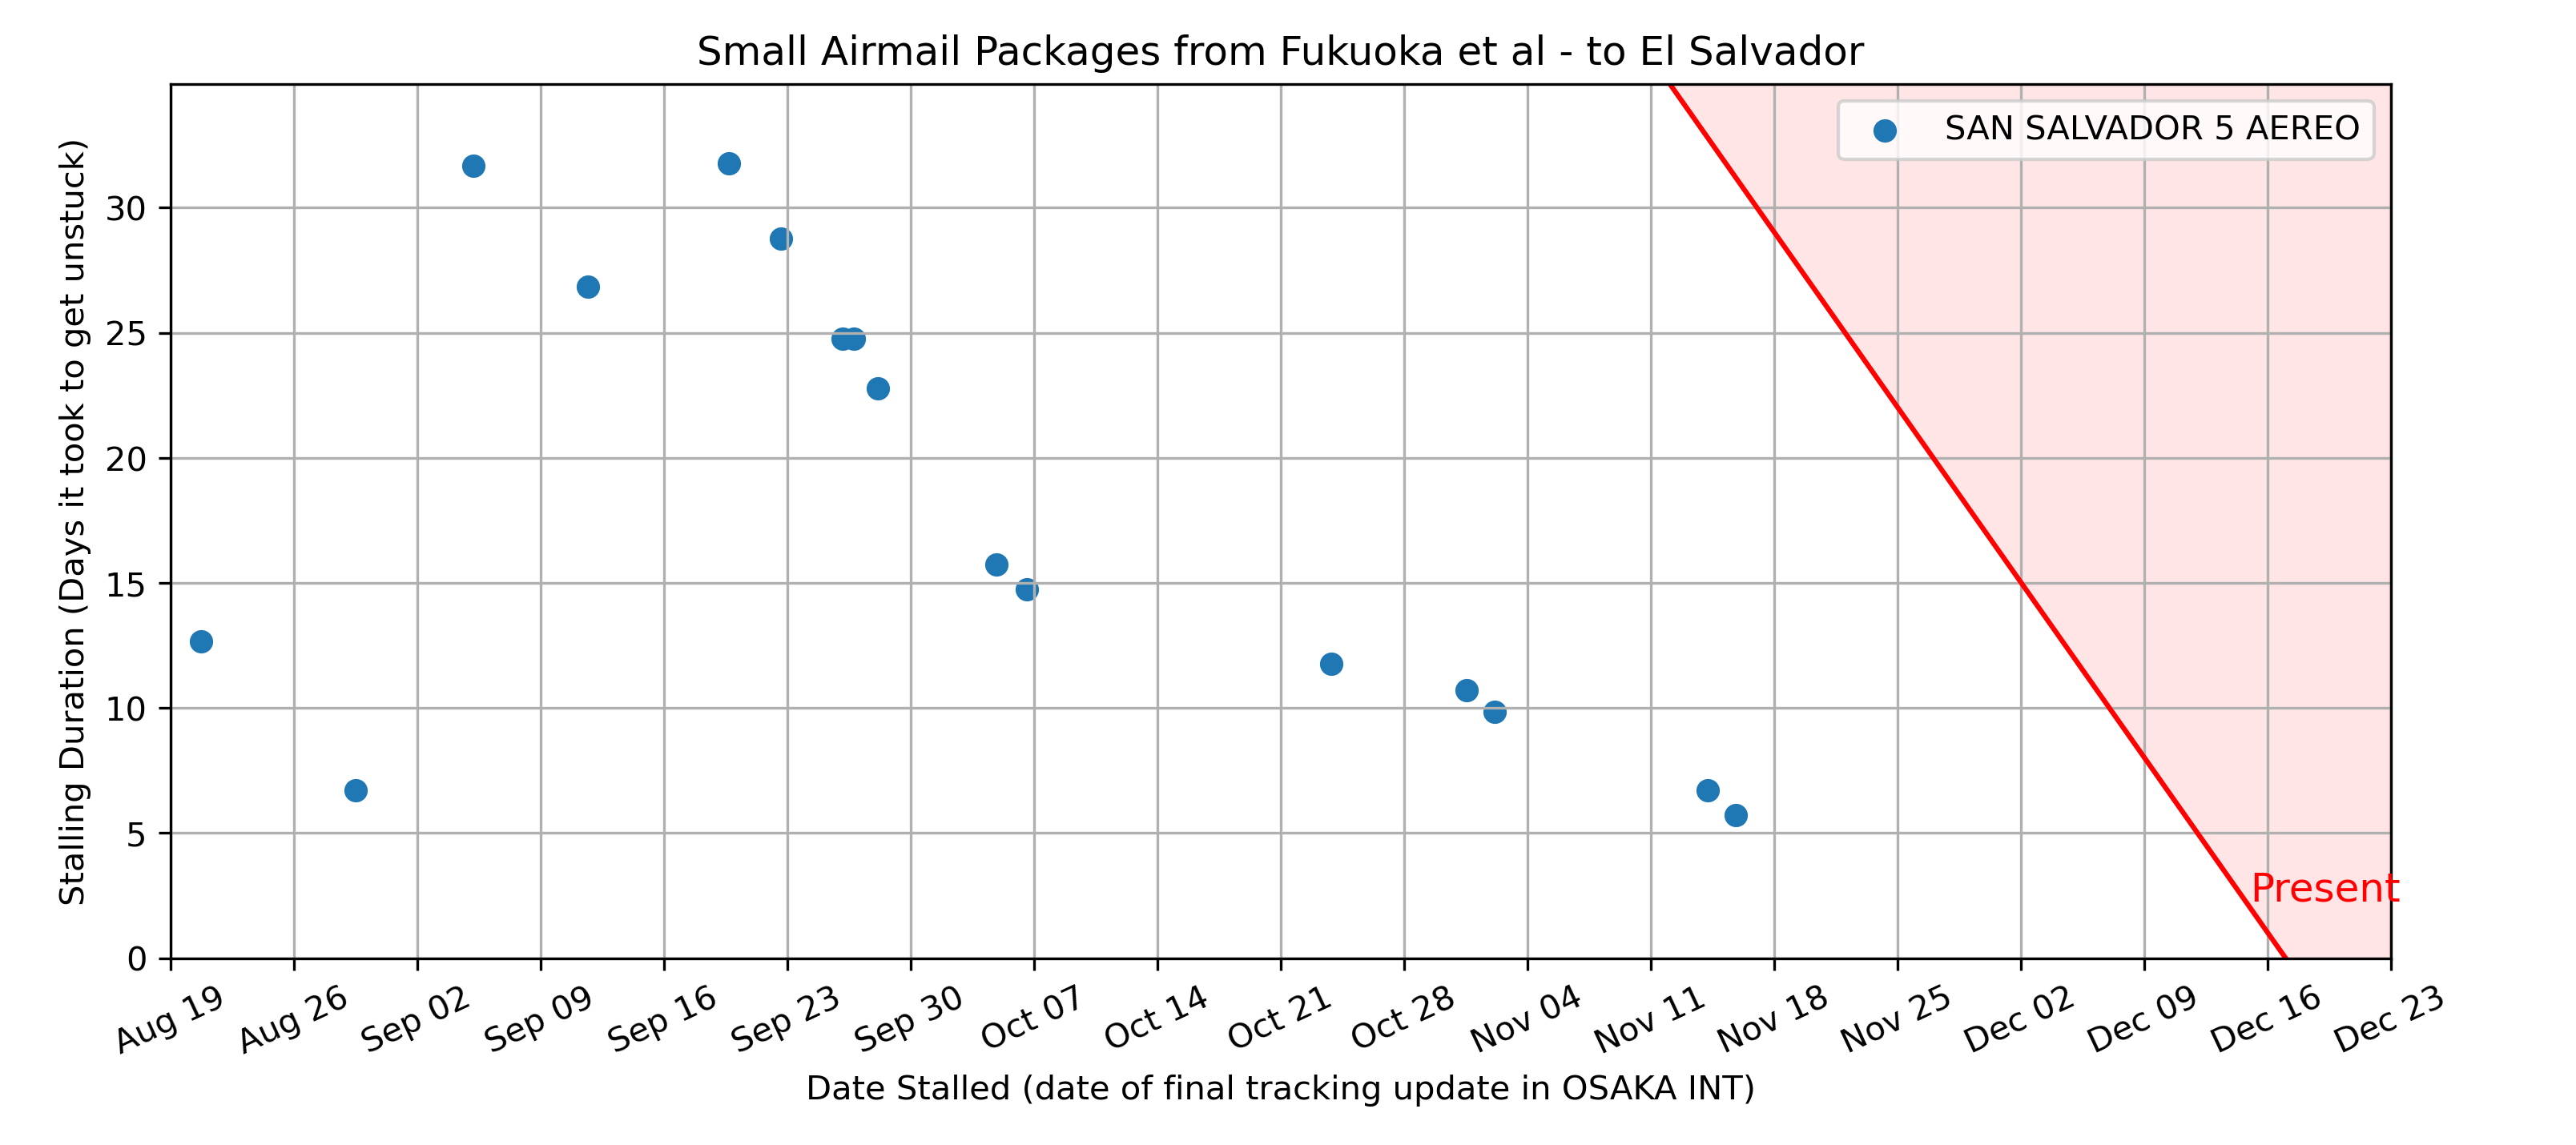 Small Airmail Packages from Fukuoka et al - to El Salvador
SAN SALVADOR 5 AEREO
Stalling Duration (Days it took to get unstuck)
30
25
20
15
10
5
0
Present
Aug 19
Aug 26
Sep 02
Sep 09
Sep 16
Sep 23
Sep 30
Oct 07
Oct 14
Oct 21
Oct 28
Nov 04
Nov 11
Nov 18
Nov 25
Dec 02
Dec 09
Dec 16
Dec 23
Date Stalled (date of final tracking update in OSAKA INT)